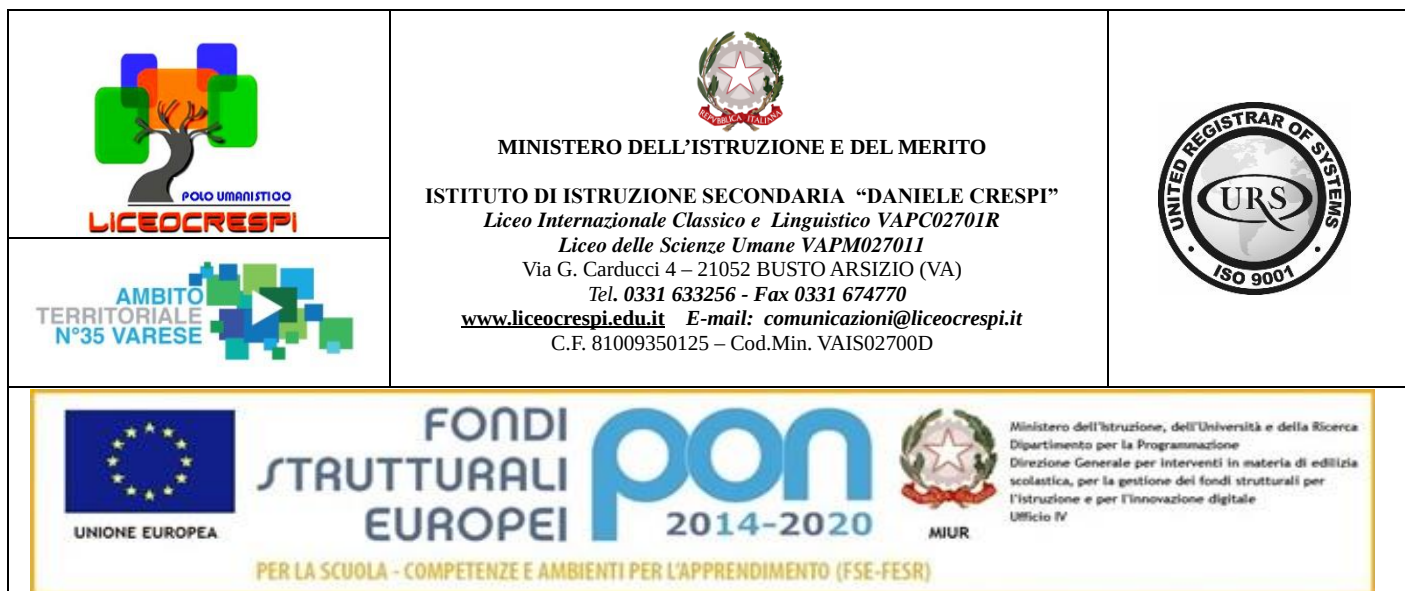 POLO UMANISTICO
LICEOCRESPI
AMBITO
TERRITORIALE
N°35 VARESE
REPVBBLICA ITALIANA
MINISTERO DELL’ISTRUZIONE E DEL MERITO
ISTITUTO DI ISTRUZIONE SECONDARIA “DANIELE CRESPI”
Liceo Internazionale Classico e Linguistico VAPC02701R
Liceo delle Scienze Umane VAPM027011
Via G. Carducci 4 – 21052 BUSTO ARSIZIO (VA)
Tel. 0331 633256 - Fax 0331 674770
www.liceocrespi.edu.it E-mail: comunicazioni@liceocrespi.it
C.F. 81009350125 – Cod.Min. VAIS02700D
UNITED REGISTRAR OF SYSTEMS
URS
ISO 9001
UNIONE EUROPEA
FONDI
STRUTTURALI
EUROPEI
pon
2014-2020
MIUR
Ministero dell'Istruzione, dell'Università e della Ricerca
Dipartimento per la Programmazione
Direzione Generale per interventi in materia di edilizia
scolastica, per la gestione dei fondi strutturali per
l'istruzione e per l'innovazione digitale
Ufficio IV
PER LA SCUOLA - COMPETENZE E AMBIENTI PER L'APPRENDIMENTO (FSE-FESR)